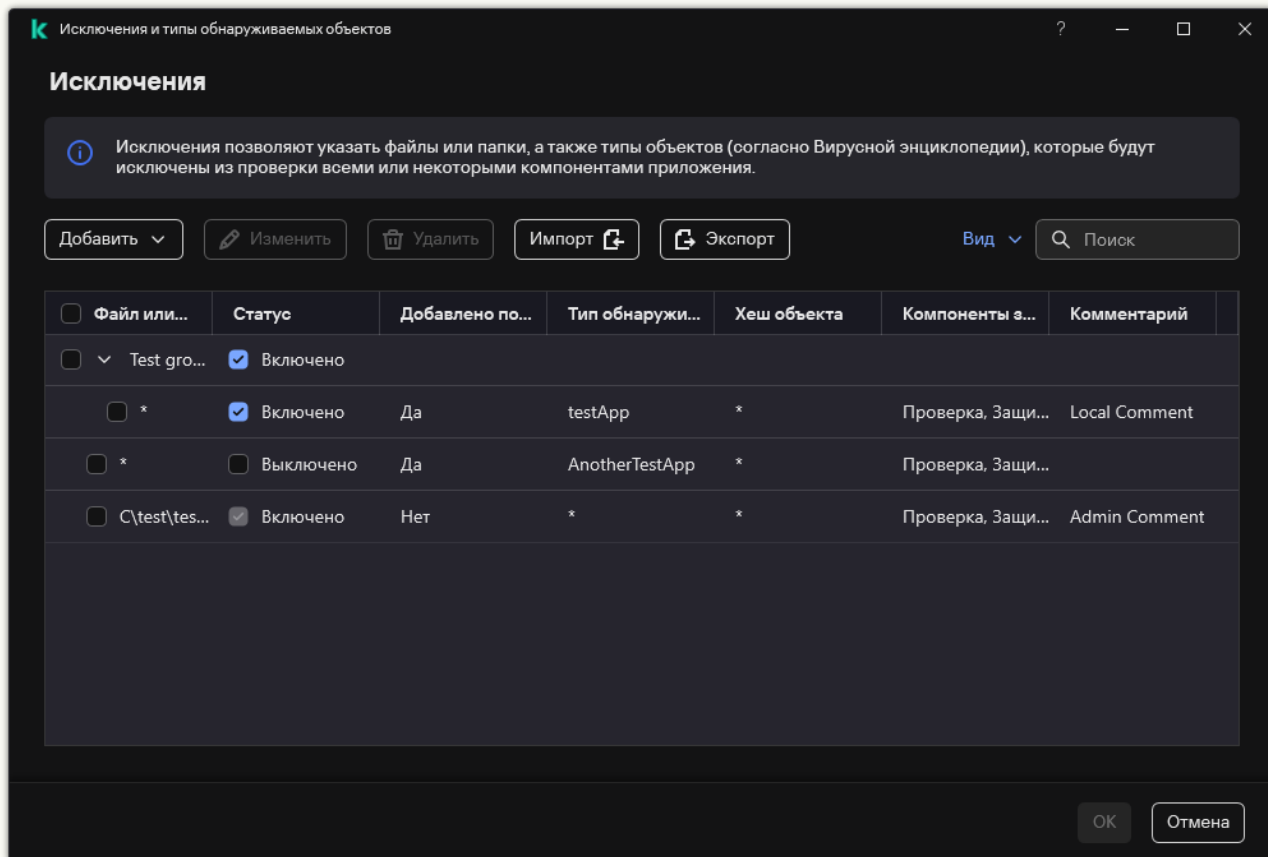 Исключения и типы обнаруживаемых объектов
?
Исключения
Исключения позволяют указать файлы или папки, а также типы объектов (согласно Вирусной энциклопедии), которые будут
исключены из проверки всеми или некоторыми компонентами приложения.
Добавить Изменить Удалить Импорт Экспорт Вид Поиск
Файл или... Статус Добавлено по... Тип обнаружи... Хеш объекта Компоненты з... Комментарий
Test gro... Включено
* Включено Да testApp * Проверка, Защи... Local Comment
* Выключено Да AnotherTestApp * Проверка, Защи...
C\test\tes... Включено Нет * * Проверка, Защи... Admin Comment
ОК Отмена